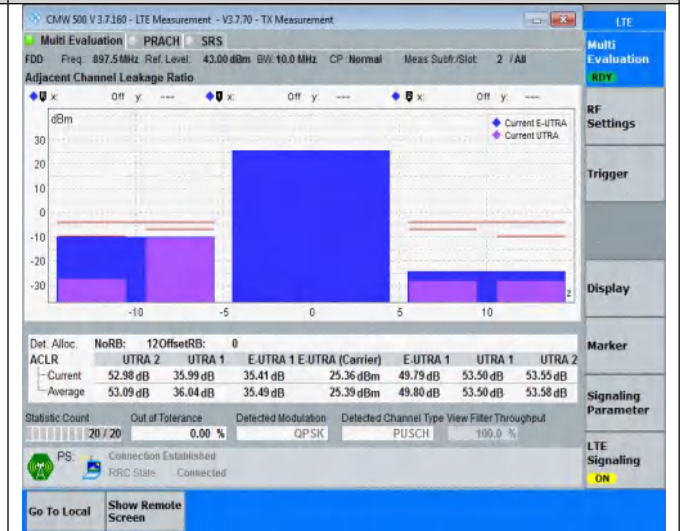 CMW 500 V 3.7.160 - LTE Measurement - V3.7.70 - TX Measurement
LTE
Multi Evaluation PRACH SRS
Multi Evaluation
RDY
FDD Freq.: 897.5 MHz Ref. Level: 43.00 dBm BW: 10.0 MHz CP: Normal Meas Subfr./Slot: 2 / All
Adjacent Channel Leakage Ratio
x: Off y: --- x: Off y: --- x: Off y: ---
RF Settings
dBm
Current E-UTRA
Current UTRA
30
20
10
0
-10
-20
-30
Trigger
2
-10 -5 0 5 10
Display
Det. Alloc. NoRB: 12 OffsetRB: 0
ACLR UTRA 2 UTRA 1 E-UTRA 1 E-UTRA (Carrier) E-UTRA 1 UTRA 1 UTRA 2
Current 52.98 dB 35.99 dB 35.41 dB 25.36 dBm 49.79 dB 53.50 dB 53.55 dB
Average 53.09 dB 36.04 dB 35.49 dB 25.39 dBm 49.80 dB 53.50 dB 53.58 dB
Marker
Statistic Count Out of Tolerance Detected Modulation Detected Channel Type View Filter Throughput
20 / 20 0.00 % QPSK PUSCH 100.0 %
Signaling Parameter
PS: Connection Established
RRC State Connected
LTE Signaling
ON
Go To Local
Show Remote Screen